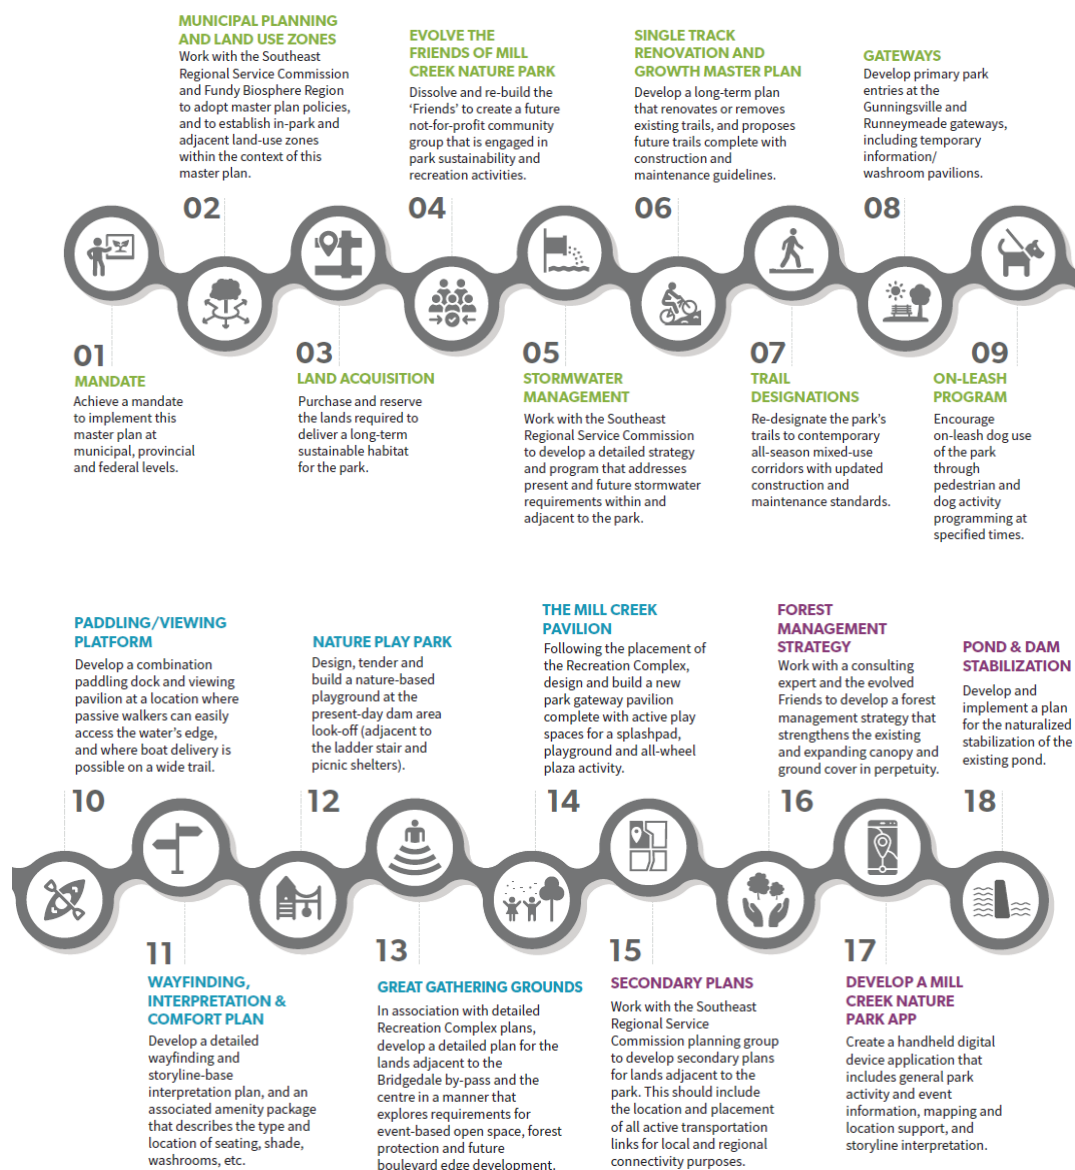 MUNICIPAL PLANNING
AND LAND USE ZONES
Work with the Southeast
Regional Service Commission
and Fundy Biosphere Region
to adopt master plan policies,
and to establish in-park and
adjacent land-use zones
within the context of this
master plan.
02
EVOLVE THE
FRIENDS OF MILL
CREEK NATURE PARK
Dissolve and re-build the
‘Friends’ to create a future
not-for-profit community
group that is engaged in
park sustainability and
recreation activities.
04
SINGLE TRACK
RENOVATION AND
GROWTH MASTER PLAN
Develop a long-term plan
that renovates or removes
existing trails, and proposes
future trails complete with
construction and
maintenance guidelines.
06
GATEWAYS
Develop primary park
entries at the
Gunningsville and
Runneymeade gateways,
including temporary
information/
washroom pavilions.
08
01
MANDATE
Achieve a mandate
to implement this
master plan at
municipal, provincial
and federal levels.
03
LAND ACQUISITION
Purchase and reserve
the lands required to
deliver a long-term
sustainable habitat
for the park.
05
STORMWATER
MANAGEMENT
Work with the Southeast
Regional Service Commission
to develop a detailed strategy
and program that addresses
present and future stormwater
requirements within and
adjacent to the park.
07
TRAIL
DESIGNATIONS
Re-designate the park’s
trails to contemporary
all-season mixed-use
corridors with updated
construction and
maintenance standards.
09
ON-LEASH
PROGRAM
Encourage
on-leash dog use
of the park
through
pedestrian and
dog activity
programming at
specified times.
PADDLING/VIEWING
PLATFORM
Develop a combination
paddling dock and viewing
pavilion at a location where
passive walkers can easily
access the water’s edge,
and where boat delivery is
possible on a wide trail.
10
NATURE PLAY PARK
Design, tender and
build a nature-based
playground at the
present-day dam area
look-off (adjacent to
the ladder stair and
picnic shelters).
12
THE MILL CREEK
PAVILION
Following the placement of
the Recreation Complex,
design and build a new
park gateway pavilion
complete with active play
spaces for a splashpad,
playground and all-wheel
plaza activity.
14
FOREST
MANAGEMENT
STRATEGY
Work with a consulting
expert and the evolved
Friends to develop a forest
management strategy that
strengthens the existing
and expanding canopy and
ground cover in perpetuity.
16
POND & DAM
STABILIZATION
Develop and
implement a plan
for the naturalized
stabilization of the
existing pond.
18
11
WAYFINDING,
INTERPRETATION &
COMFORT PLAN
Develop a detailed
wayfinding and
storyline-base
interpretation plan, and an
associated amenity package
that describes the type and
location of seating, shade,
washrooms, etc.
13
GREAT GATHERING GROUNDS
In association with detailed
Recreation Complex plans,
develop a detailed plan for the
lands adjacent to the
Bridgedale by-pass and the
centre in a manner that
explores requirements for
event-based open space, forest
protection and future
boulevard edge development.
15
SECONDARY PLANS
Work with the Southeast
Regional Service
Commission planning group
to develop secondary plans
for lands adjacent to the
park. This should include
the location and placement
of all active transportation
links for local and regional
connectivity purposes.
17
DEVELOP A MILL
CREEK NATURE
PARK APP
Create a handheld digital
device application that
includes general park
activity and event
information, mapping and
location support, and
storyline interpretation.